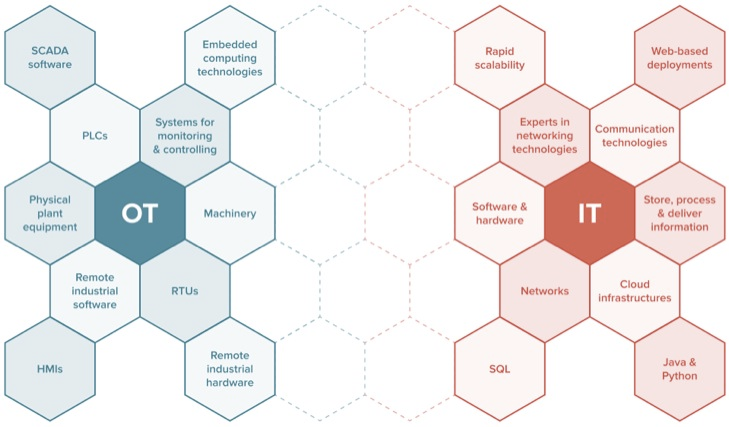 SCADA
software
Embedded
computing
technologies
PLCs
Systems for
monitoring
& controlling
Physical
plant
equipment
OT
Machinery
Remote
industrial
software
RTUs
HMIs
Remote
industrial
hardware
Rapid
scalability
Web-based
deployments
Experts in
networking
technologies
Communication
technologies
Software &
hardware
IT
Store, process
& deliver
information
Networks
Cloud
infrastructures
SQL
Java &
Python